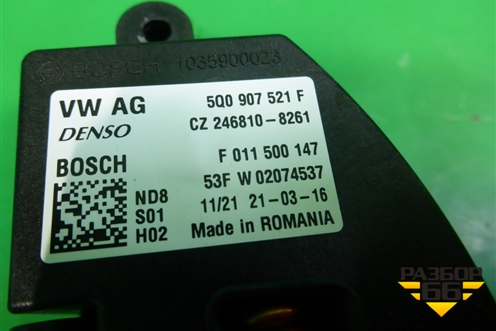 BOSCH 1035900023
VW AG 5Q0 907 521 F
DENSO CZ 246810-8261
BOSCH F 011 500 147
53F W 02074537
ND8
S01 11/21 21-03-16
H02 Made in ROMANIA
РАЗБОР
66